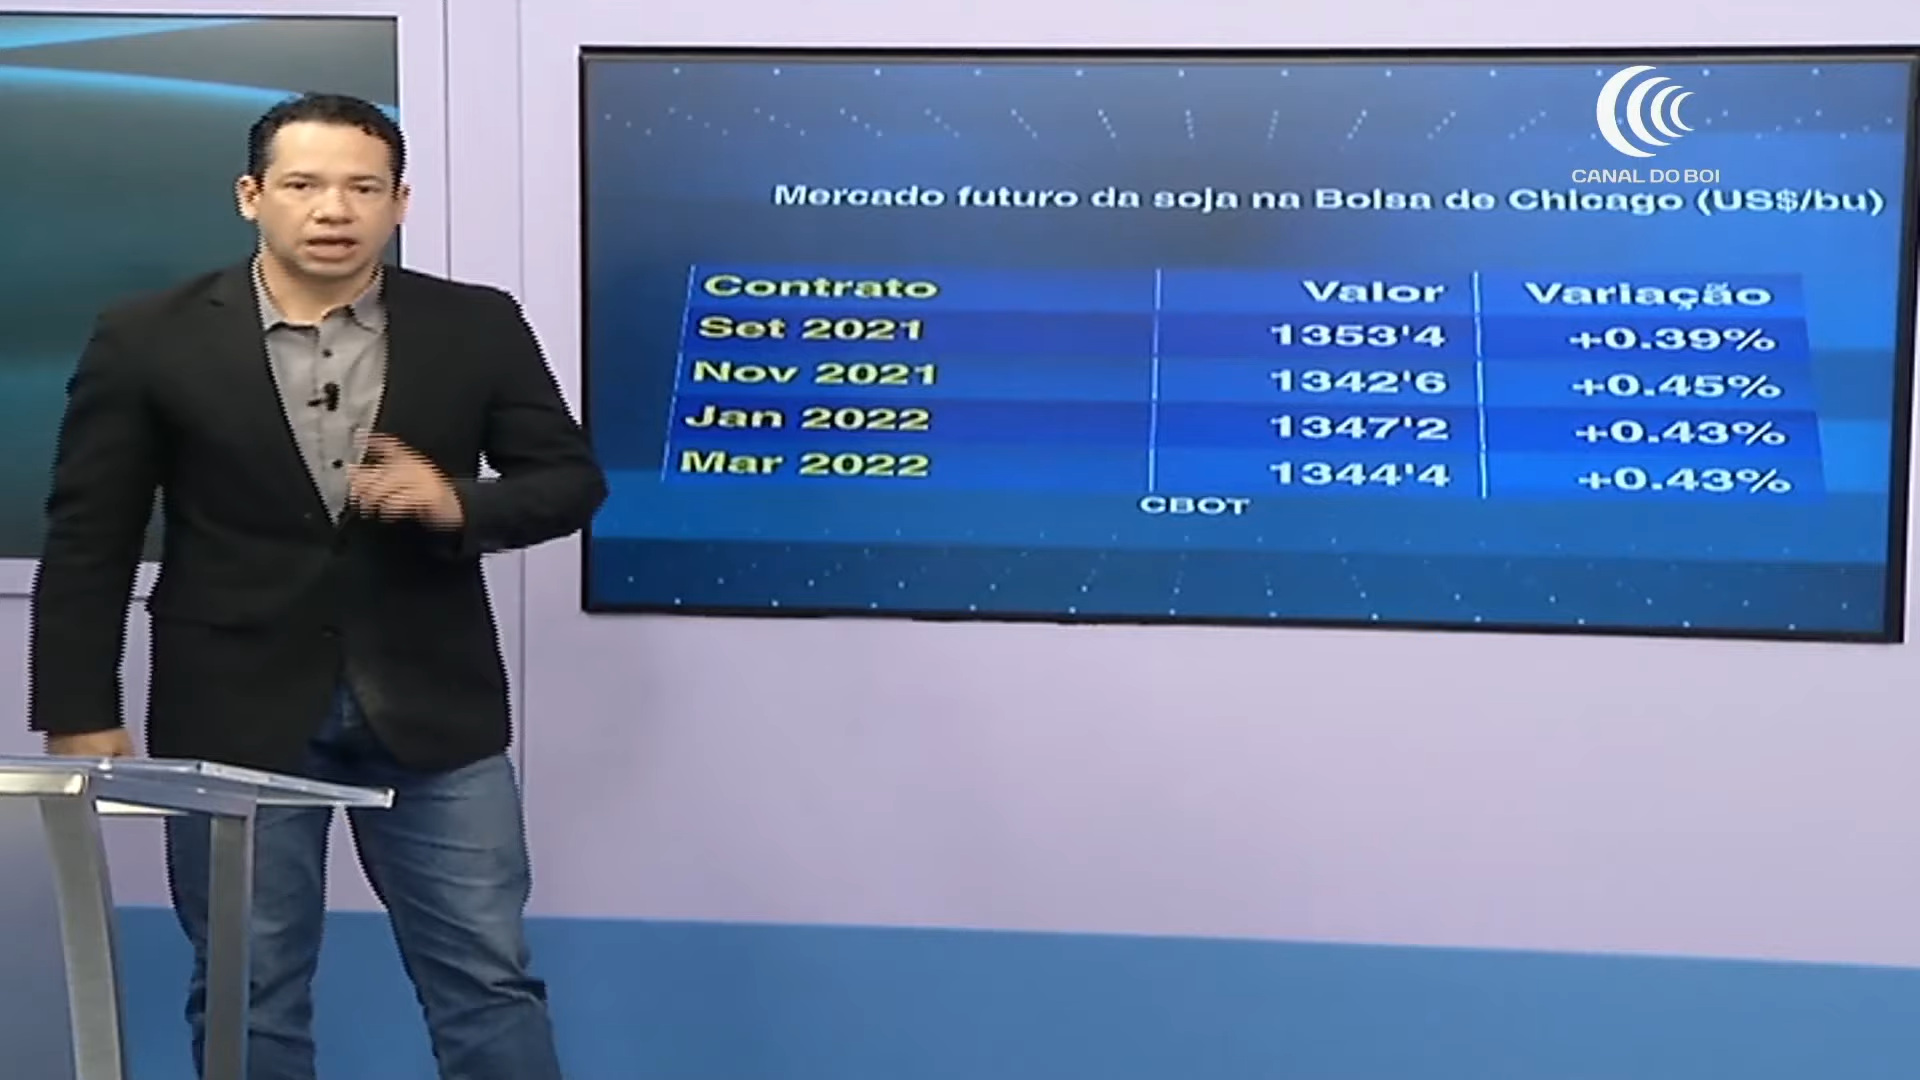 CANAL DO BOI
Mercado futuro da soja na Bolsa de Chicago (US$/bu)
Contrato Valor Variação
Set 2021 1353'4 +0.39%
Nov 2021 1342'6 +0.45%
Jan 2022 1347'2 +0.43%
Mar 2022 1344'4 +0.43%
CBOT